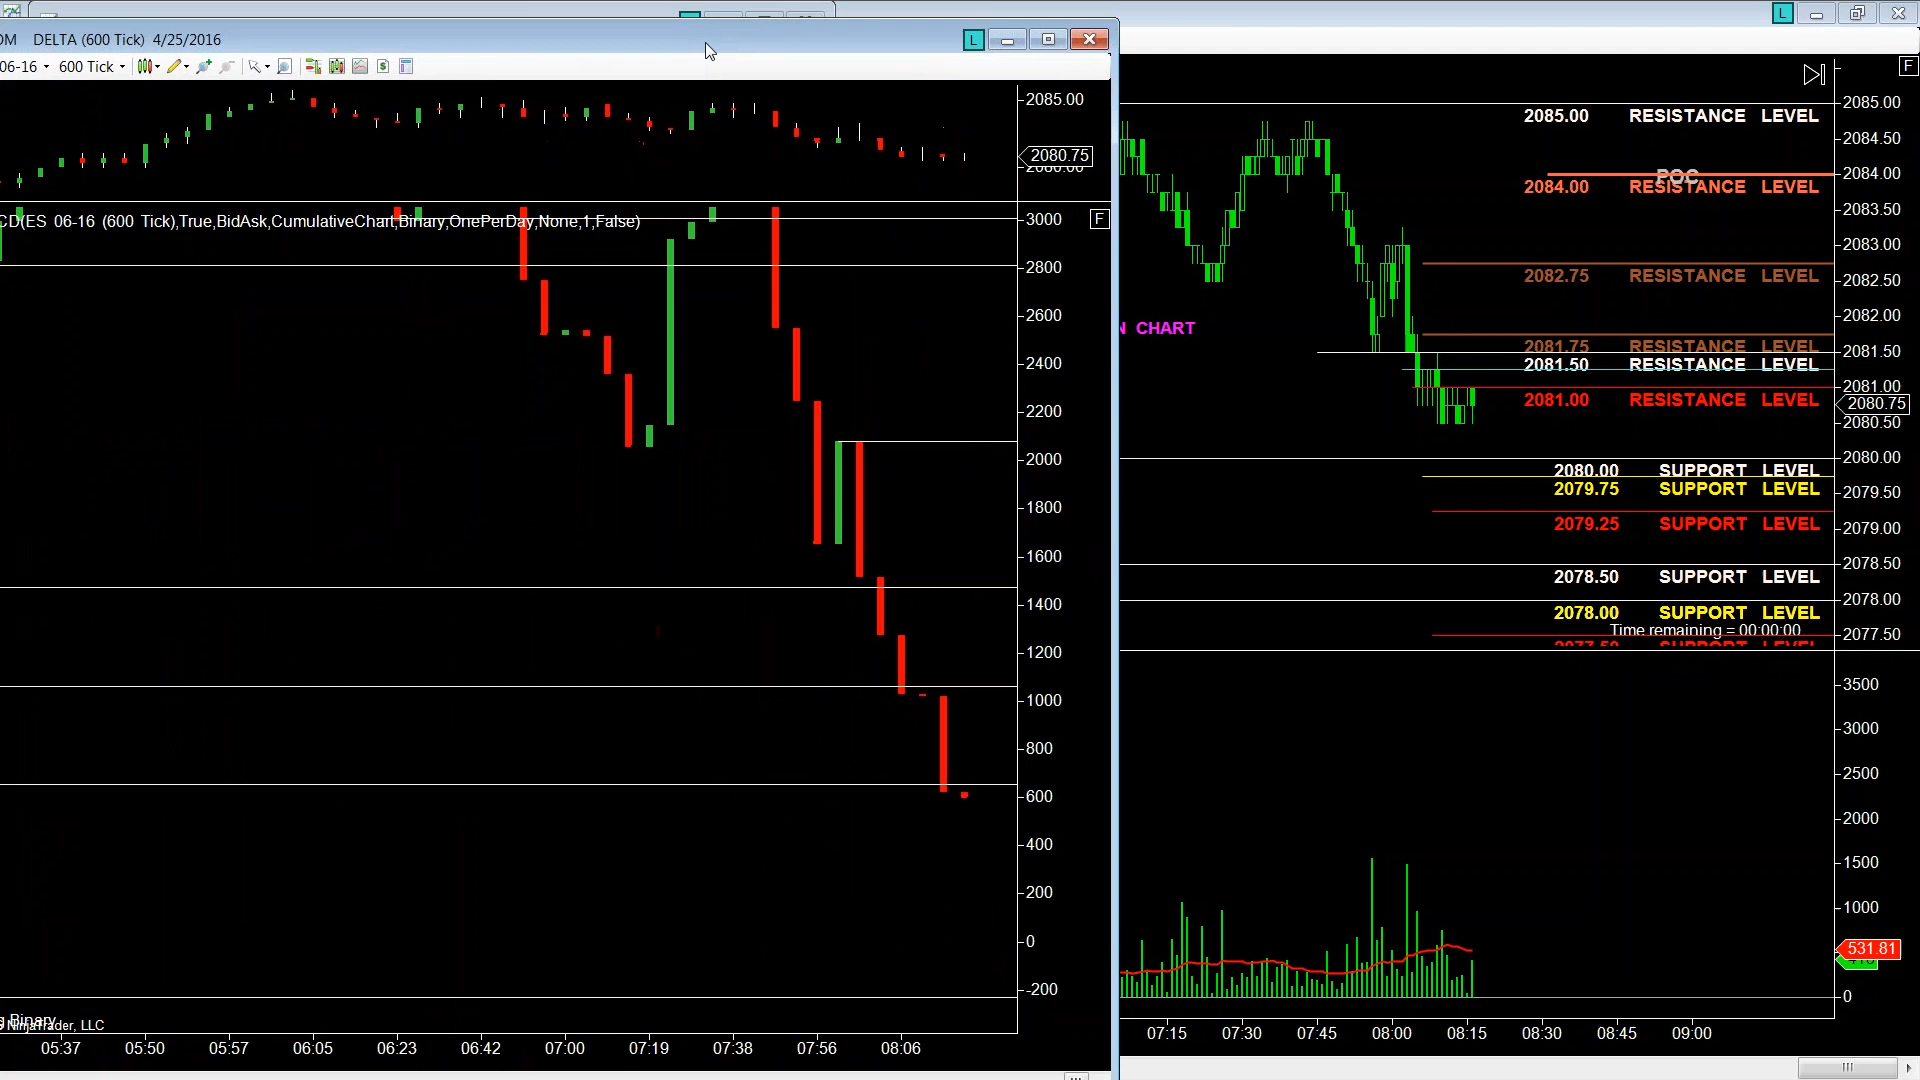 L
OM DELTA (600 Tick) 4/25/2016
L
06-16 600 Tick
F
2085.00
2080.75
2080.00
CD(ES 06-16 (600 Tick),True,BidAsk,CumulativeChart,Binary,OnePerDay,None,1,False)
F
3000
2800
2600
2400
2200
2000
1800
1600
1400
1200
1000
800
600
400
200
0
-200
g Binary
NinjaTrader, LLC
05:37 05:50 05:57 06:05 06:23 06:42 07:00 07:19 07:38 07:56 08:06
2085.00 RESISTANCE LEVEL
POC
2084.00 RESISTANCE LEVEL
2082.75 RESISTANCE LEVEL
N CHART
2081.75 RESISTANCE LEVEL
2081.50 RESISTANCE LEVEL
2081.00 RESISTANCE LEVEL
2080.00 SUPPORT LEVEL
2079.75 SUPPORT LEVEL
2079.25 SUPPORT LEVEL
2078.50 SUPPORT LEVEL
2078.00 SUPPORT LEVEL
Time remaining = 00:00:00
2077.50 SUPPORT LEVEL
2085.00
2084.50
2084.00
2083.50
2083.00
2082.50
2082.00
2081.50
2081.00
2080.75
2080.50
2080.00
2079.50
2079.00
2078.50
2078.00
2077.50
3500
3000
2500
2000
1500
1000
531.81
0
07:15 07:30 07:45 08:00 08:15 08:30 08:45 09:00